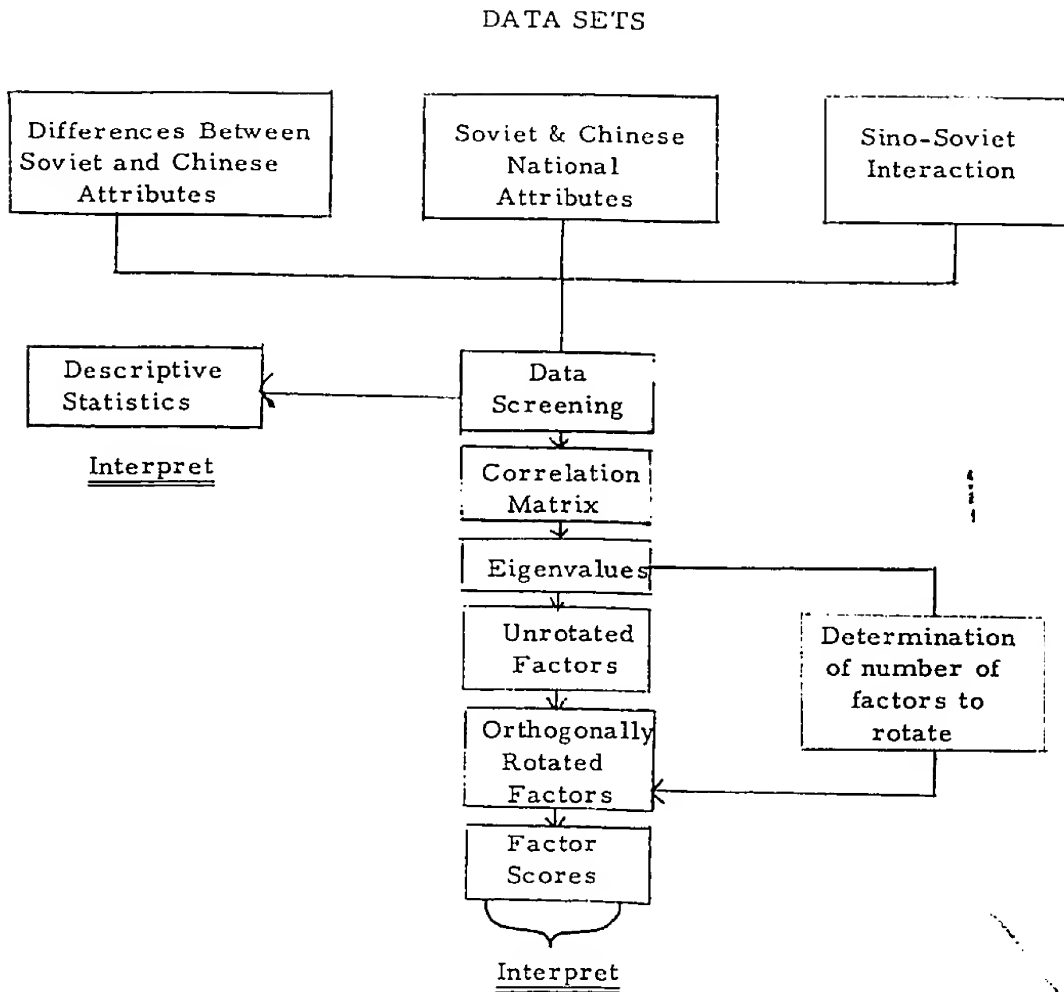 DATA SETS
Differences Between
Soviet and Chinese
Attributes
Soviet & Chinese
National
Attributes
Sino-Soviet
Interaction
Descriptive
Statistics
Interpret
Data
Screening
Correlation
Matrix
Eigenvalues
Unrotated
Factors
Determination
of number of
factors to
rotate
Orthogonally
Rotated
Factors
Factor
Scores
Interpret